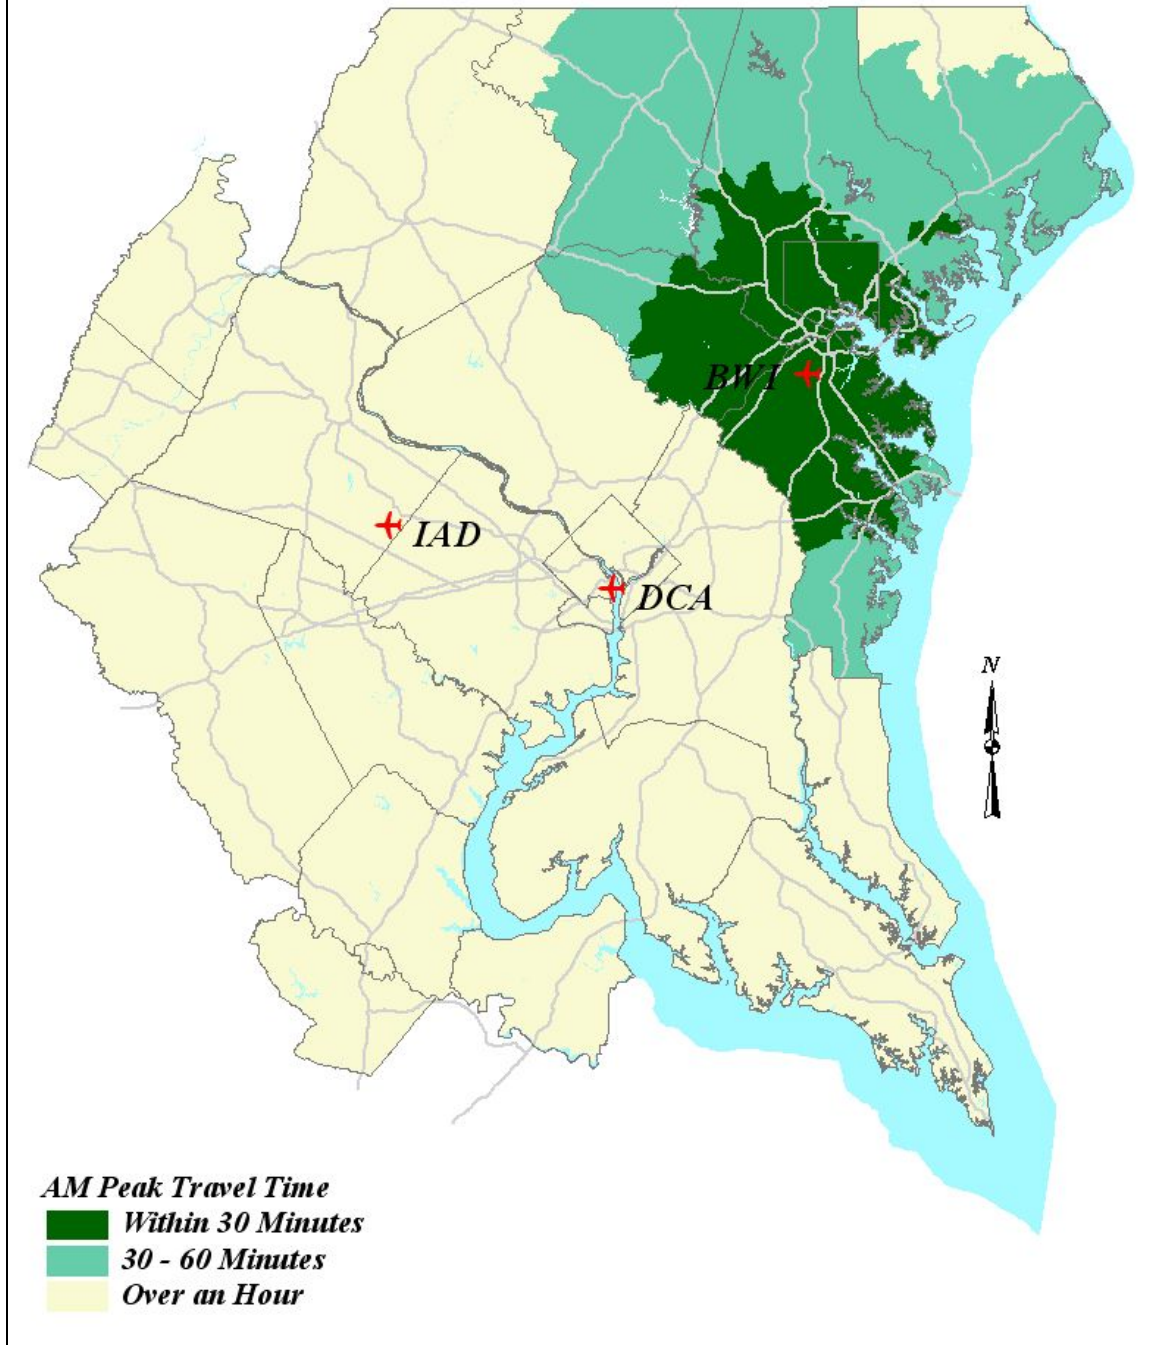 BWI
IAD
DCA
N
AM Peak Travel Time
Within 30 Minutes
30 - 60 Minutes
Over an Hour